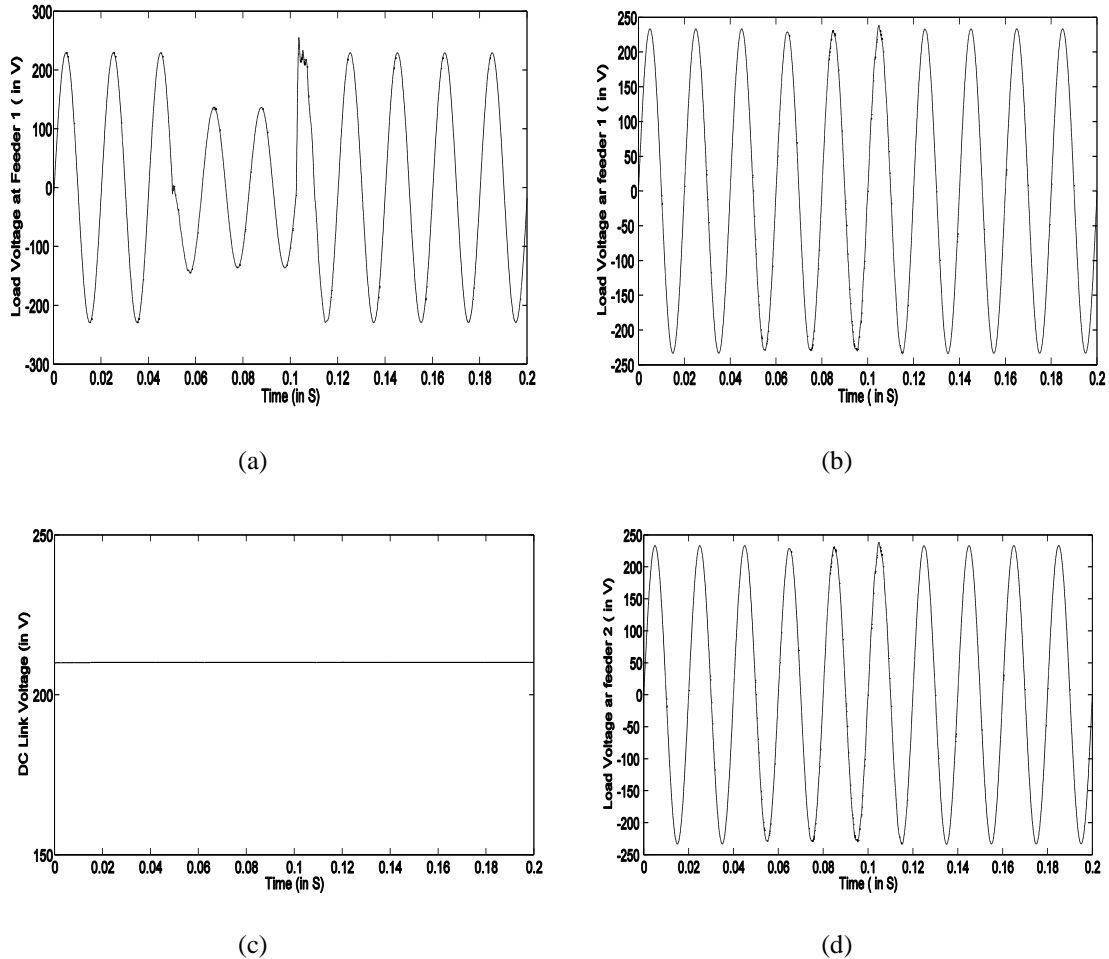 300
200
100
0
-100
-200
-300
Load Voltage at Feeder 1 ( in V)
0 0.02 0.04 0.06 0.08 0.1 0.12 0.14 0.16 0.18 0.2
Time (in S)
(a)
250
200
150
100
50
0
-50
-100
-150
-200
-250
Load Voltage ar feeder 1 ( in V)
0 0.02 0.04 0.06 0.08 0.1 0.12 0.14 0.16 0.18 0.2
Time ( in S)
(b)
250
200
150
DC Link Voltage (in V)
0 0.02 0.04 0.06 0.08 0.1 0.12 0.14 0.16 0.18 0.2
Time (in S)
(c)
250
200
150
100
50
0
-50
-100
-150
-200
-250
Load Voltage ar feeder 2 ( in V)
0 0.02 0.04 0.06 0.08 0.1 0.12 0.14 0.16 0.18 0.2
Time ( in S)
(d)